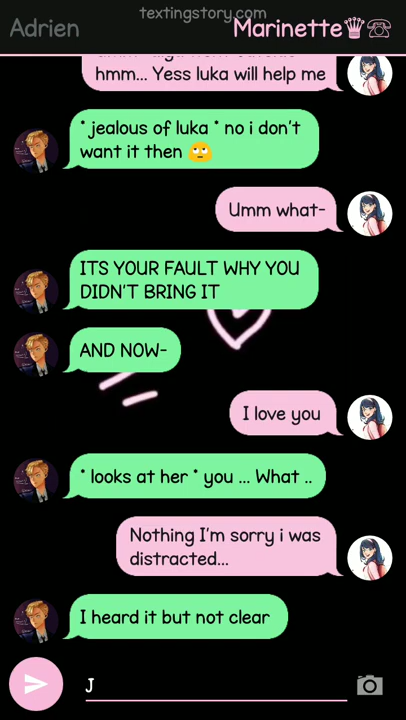 textingstory.com
Adrien
Marinette
hmm... Yess luka will help me
*jealous of luka * no i don't
want it then 🙄
Umm what-
ITS YOUR FAULT WHY YOU
DIDN'T BRING IT
AND NOW-
I love you
* looks at her * you ... What ..
Nothing I'm sorry i was
distracted...
I heard it but not clear
J